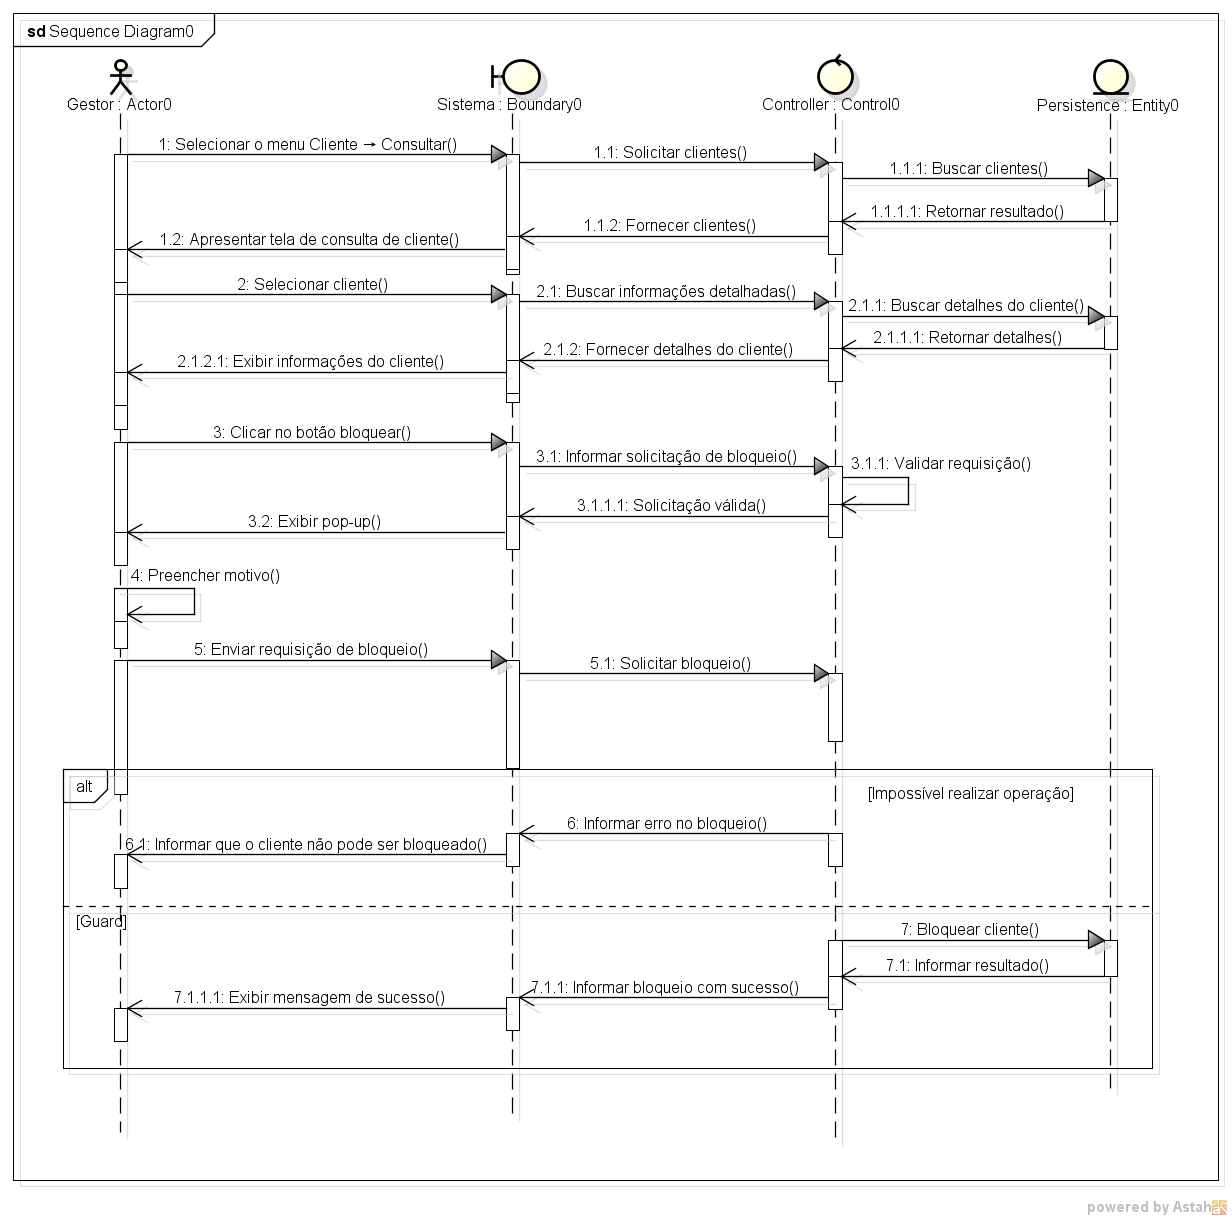 sd Sequence Diagram0
Gestor : Actor0
Sistema : Boundary0
Controller : Control0
Persistence : Entity0
1: Selecionar o menu Cliente → Consultar()
1.1: Solicitar clientes()
1.1.1: Buscar clientes()
1.1.1.1: Retornar resultado()
1.1.2: Fornecer clientes()
1.2: Apresentar tela de consulta de cliente()
2: Selecionar cliente()
2.1: Buscar informações detalhadas()
2.1.1: Buscar detalhes do cliente()
2.1.1.1: Retornar detalhes()
2.1.2: Fornecer detalhes do cliente()
2.1.2.1: Exibir informações do cliente()
3: Clicar no botão bloquear()
3.1: Informar solicitação de bloqueio()
3.1.1: Validar requisição()
3.1.1.1: Solicitação válida()
3.2: Exibir pop-up()
4: Preencher motivo()
5: Enviar requisição de bloqueio()
5.1: Solicitar bloqueio()
alt
[Impossível realizar operação]
6: Informar erro no bloqueio()
6.1: Informar que o cliente não pode ser bloqueado()
[Guard]
7: Bloquear cliente()
7.1: Informar resultado()
7.1.1: Informar bloqueio com sucesso()
7.1.1.1: Exibir mensagem de sucesso()
powered by Astah